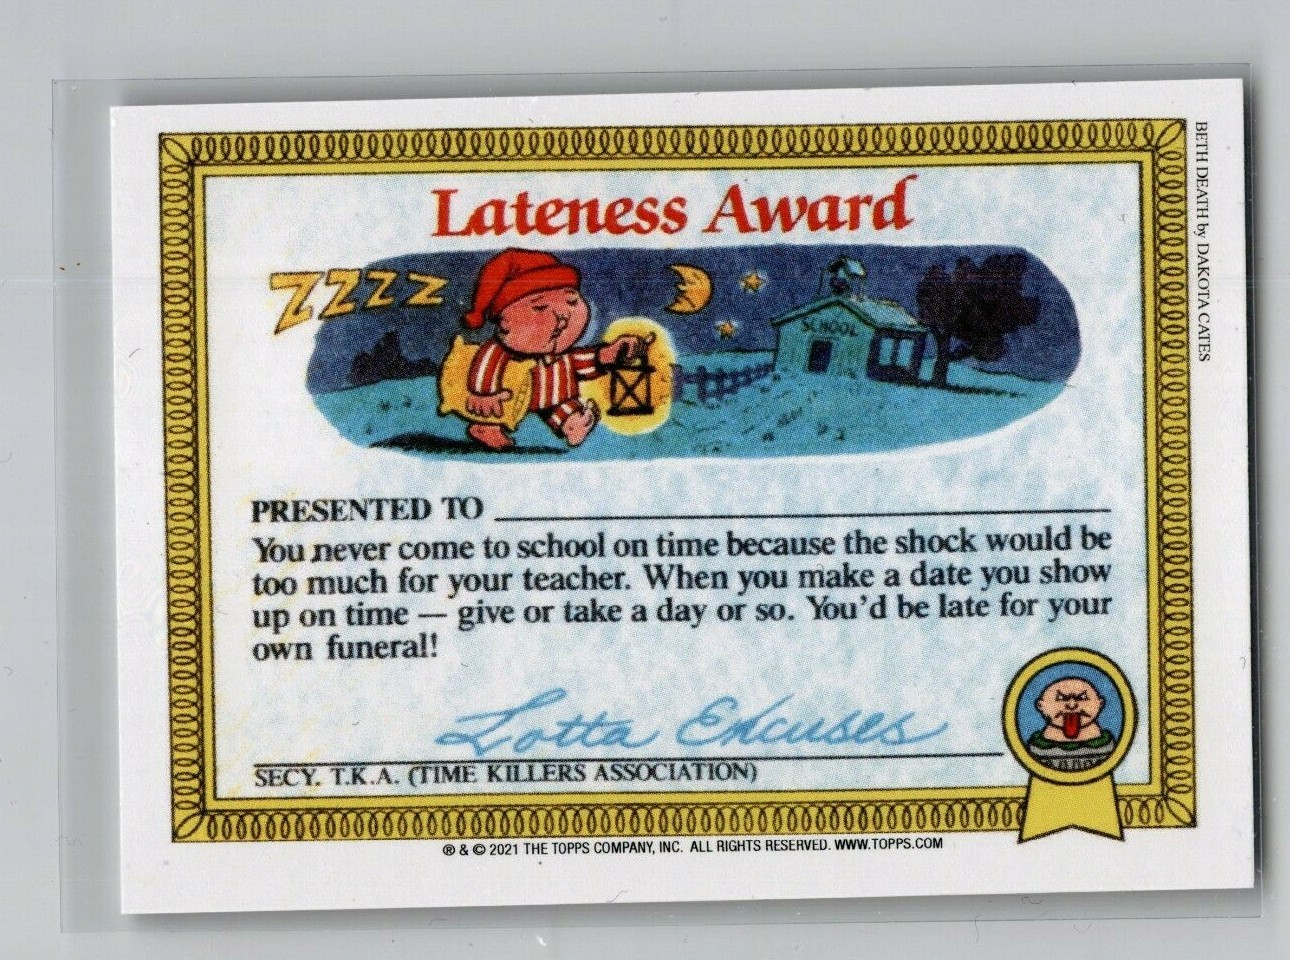 Lateness Award
ZZZZ
SCHOOL
PRESENTED TO
You never come to school on time because the shock would be
too much for your teacher. When you make a date you show
up on time — give or take a day or so. You'd be late for your
own funeral!
Lotta Excuses
SECY. T.K.A. (TIME KILLERS ASSOCIATION)
® & © 2021 THE TOPPS COMPANY, INC. ALL RIGHTS RESERVED. WWW.TOPPS.COM
BETH DEATH by DAKOTA CATES